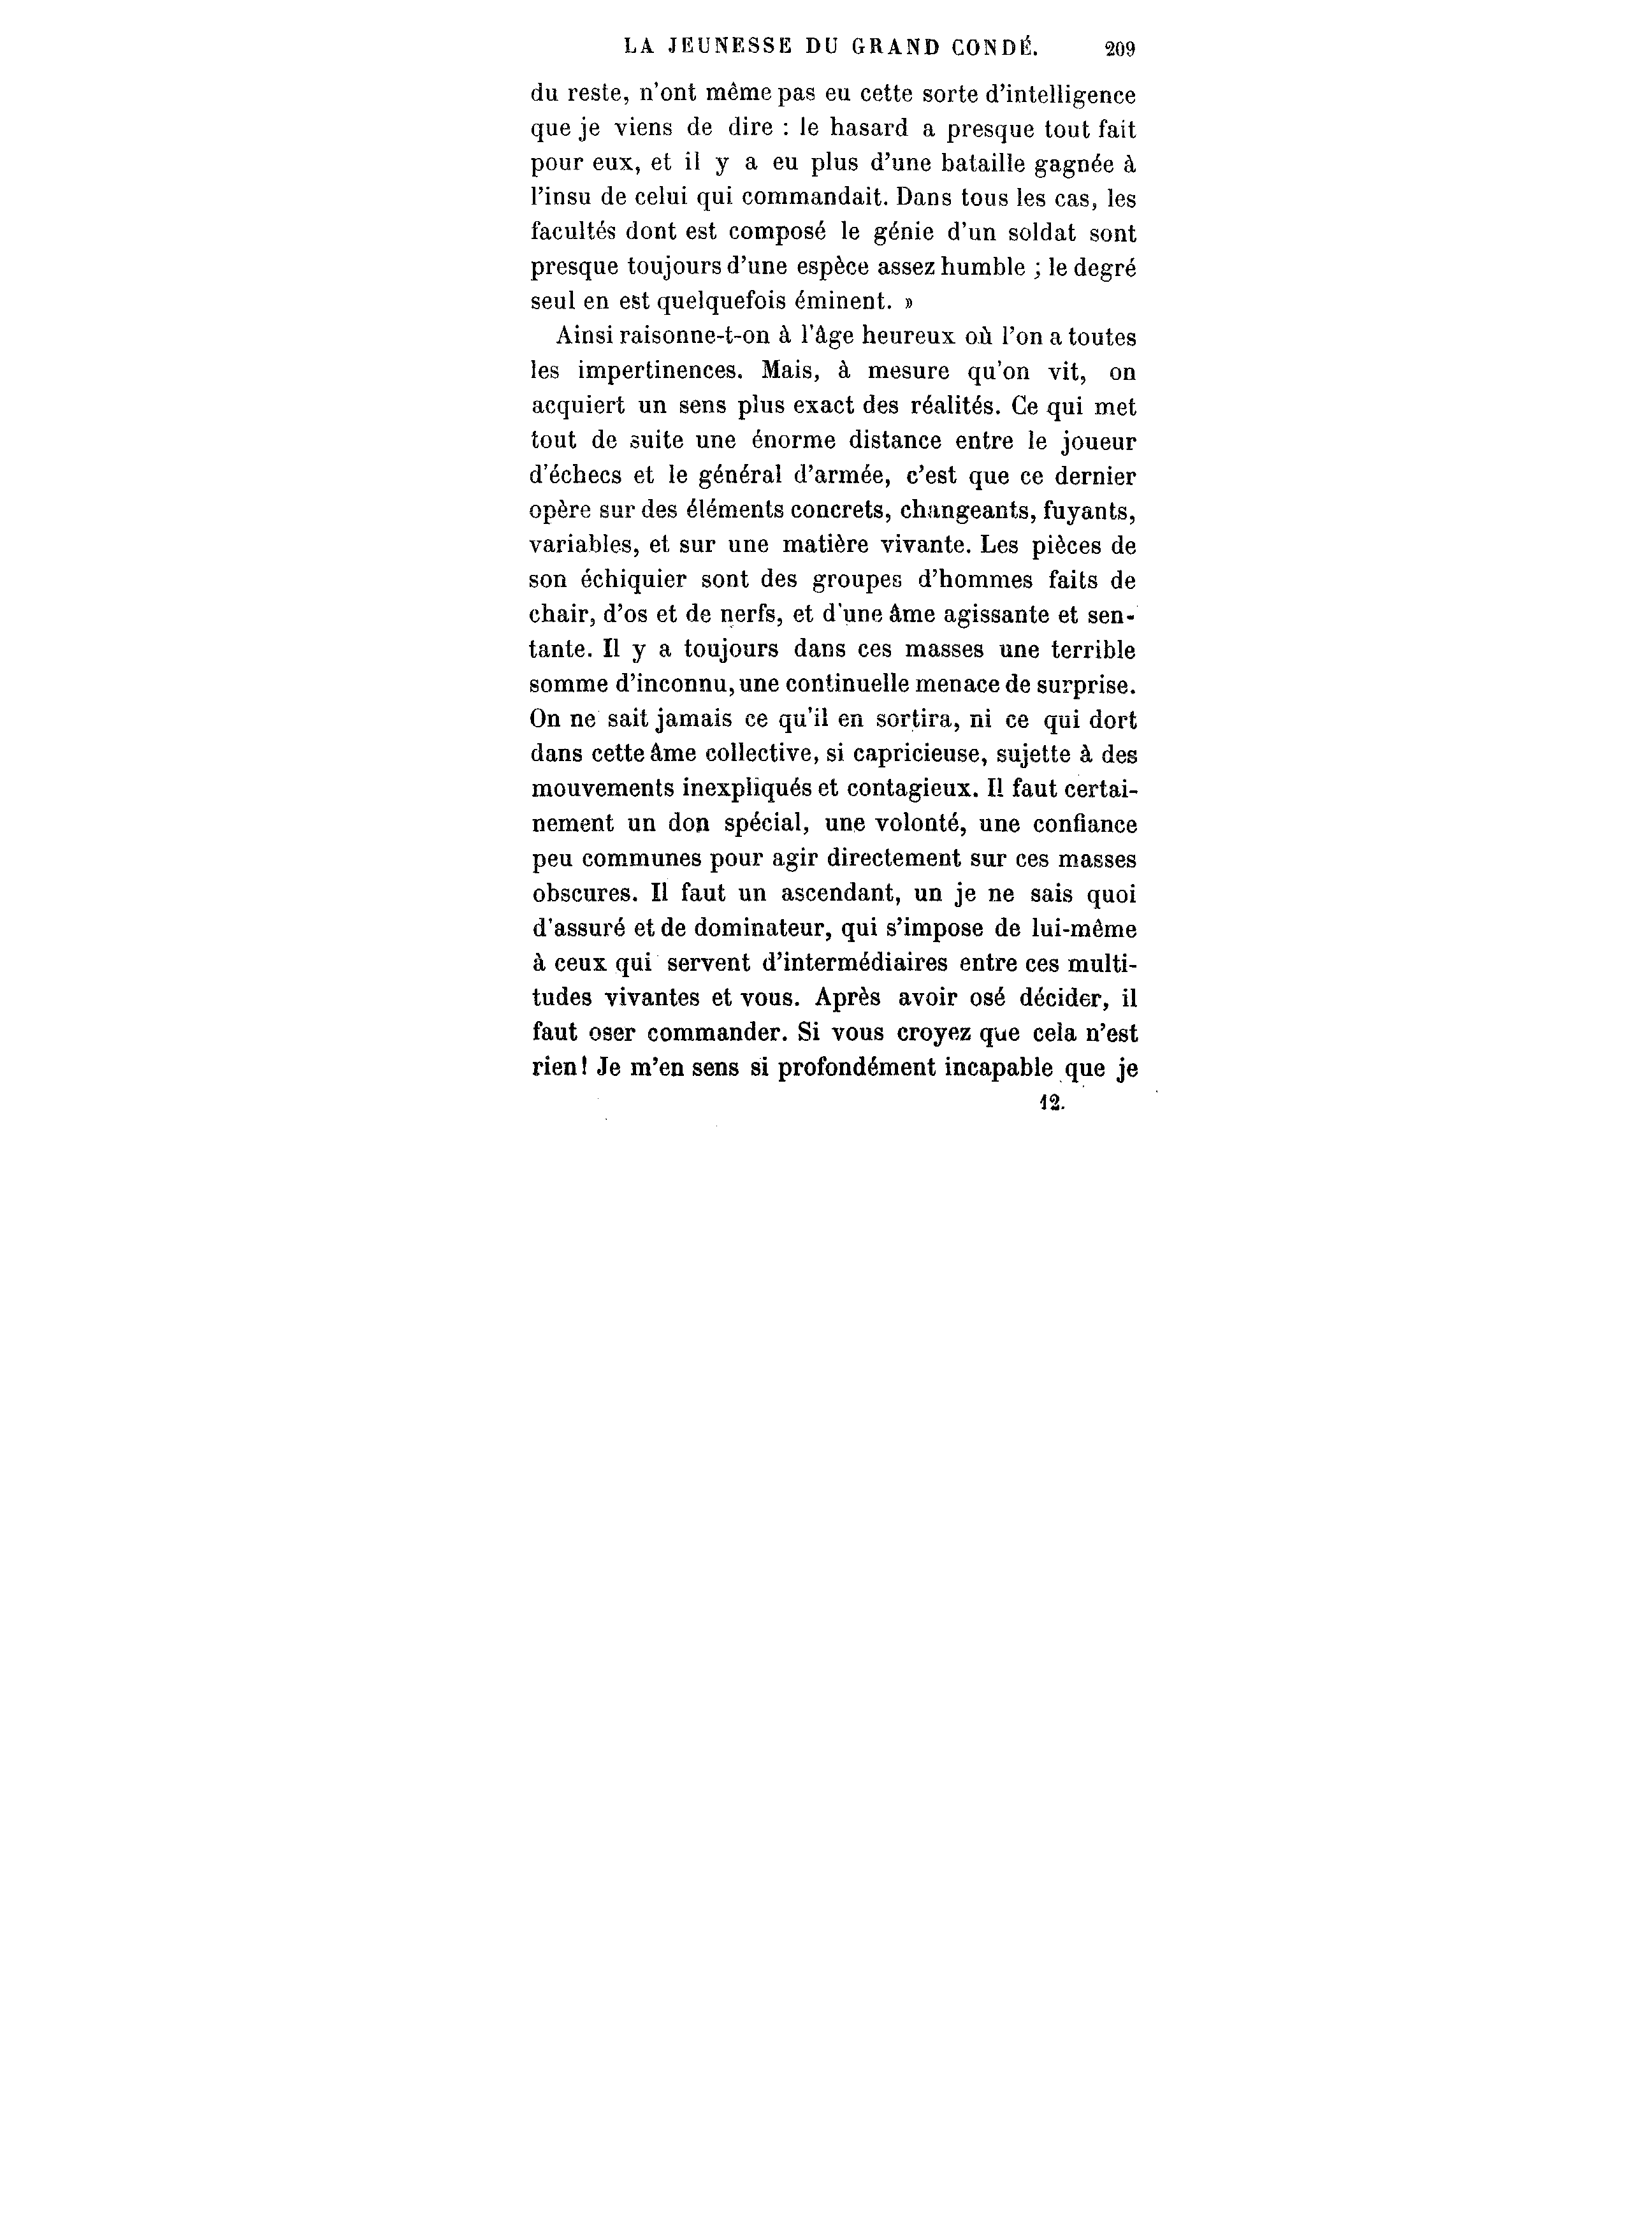 LA JEUNESSE DU GRAND CONDÉ. 209
du reste, n'ont même pas eu cette sorte d'intelligence
que je viens de dire : le hasard a presque tout fait
pour eux, et il y a eu plus d'une bataille gagnée à
l'insu de celui qui commandait. Dans tous les cas, les
facultés dont est composé le génie d'un soldat sont
presque toujours d'une espèce assez humble ; le degré
seul en est quelquefois éminent. »
Ainsi raisonne-t-on à l'âge heureux où l'on a toutes
les impertinences. Mais, à mesure qu'on vit, on
acquiert un sens plus exact des réalités. Ce qui met
tout de suite une énorme distance entre le joueur
d'échecs et le général d'armée, c'est que ce dernier
opère sur des éléments concrets, changeants, fuyants,
variables, et sur une matière vivante. Les pièces de
son échiquier sont des groupes d'hommes faits de
chair, d'os et de nerfs, et d'une âme agissante et sen-
tante. Il y a toujours dans ces masses une terrible
somme d'inconnu, une continuelle menace de surprise.
On ne sait jamais ce qu'il en sortira, ni ce qui dort
dans cette âme collective, si capricieuse, sujette à des
mouvements inexpliqués et contagieux. Il faut certai-
nement un don spécial, une volonté, une confiance
peu communes pour agir directement sur ces masses
obscures. Il faut un ascendant, un je ne sais quoi
d'assuré et de dominateur, qui s'impose de lui-même
à ceux qui servent d'intermédiaires entre ces multi-
tudes vivantes et vous. Après avoir osé décider, il
faut oser commander. Si vous croyez que cela n'est
rien! Je m'en sens si profondément incapable que je
12.